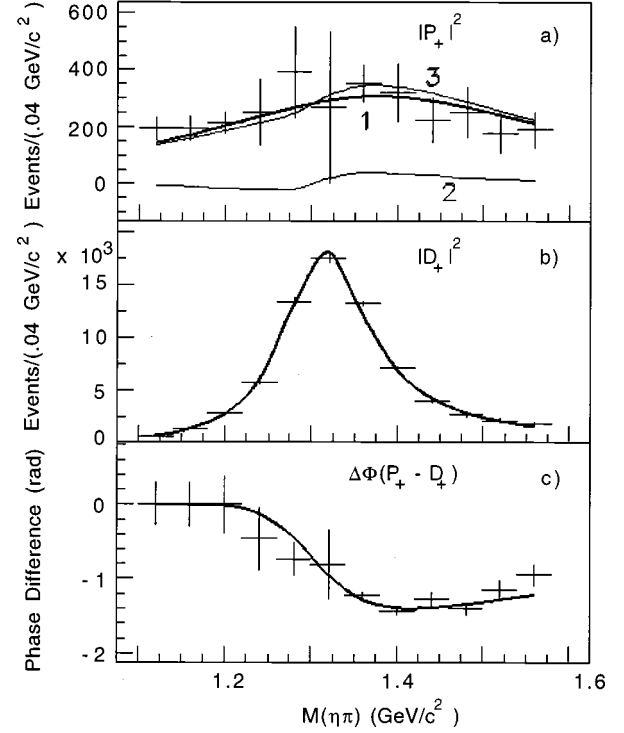 600
400
200
0
Events/(.04 GeV/c²)
|P₊|²
a)
3
1
2
x 10³
15
10
5
0
Events/(.04 GeV/c²)
|D₊|²
b)
0
-1
-2
Phase Difference (rad)
ΔΦ(P₊ - D₊)
c)
1.2
1.4
1.6
M(ηπ) (GeV/c²)